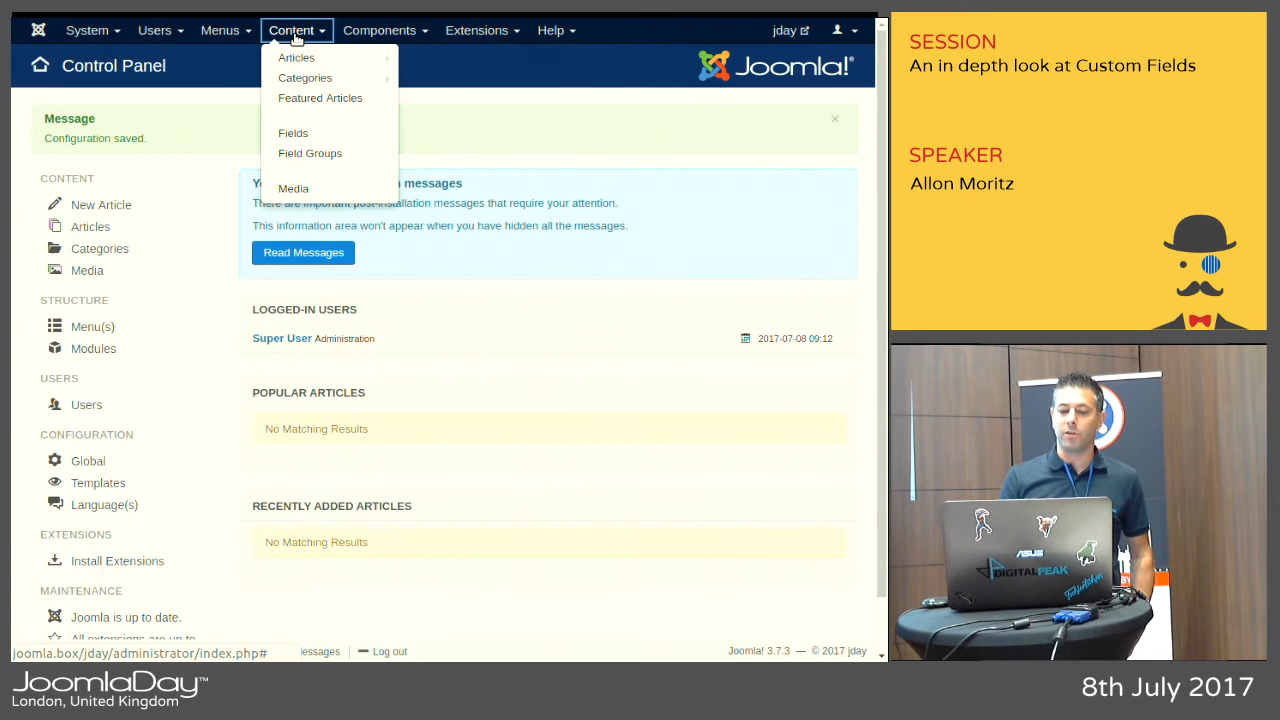 System Users Menus Content Components Extensions Help jday
Control Panel
Joomla!®
Articles
Categories
Featured Articles
Fields
Field Groups
Media
Message
Configuration saved.
messages
There are important post-installation messages that require your attention.
This information area won't appear when you have hidden all the messages.
Read Messages
CONTENT
New Article
Articles
Categories
Media
STRUCTURE
Menu(s)
Modules
USERS
Users
CONFIGURATION
Global
Templates
Language(s)
EXTENSIONS
Install Extensions
MAINTENANCE
Joomla is up to date.
All extensions are up to
LOGGED-IN USERS
Super User Administration 2017-07-08 09:12
POPULAR ARTICLES
No Matching Results
RECENTLY ADDED ARTICLES
No Matching Results
joomla.box/jday/administrator/index.php#
essages Log out
Joomla! 3.7.3 — © 2017 jday
SESSION
An in depth look at Custom Fields
SPEAKER
Allon Moritz
ASUS
DIGITALPEAK
JoomlaDay™
London, United Kingdom
8th July 2017